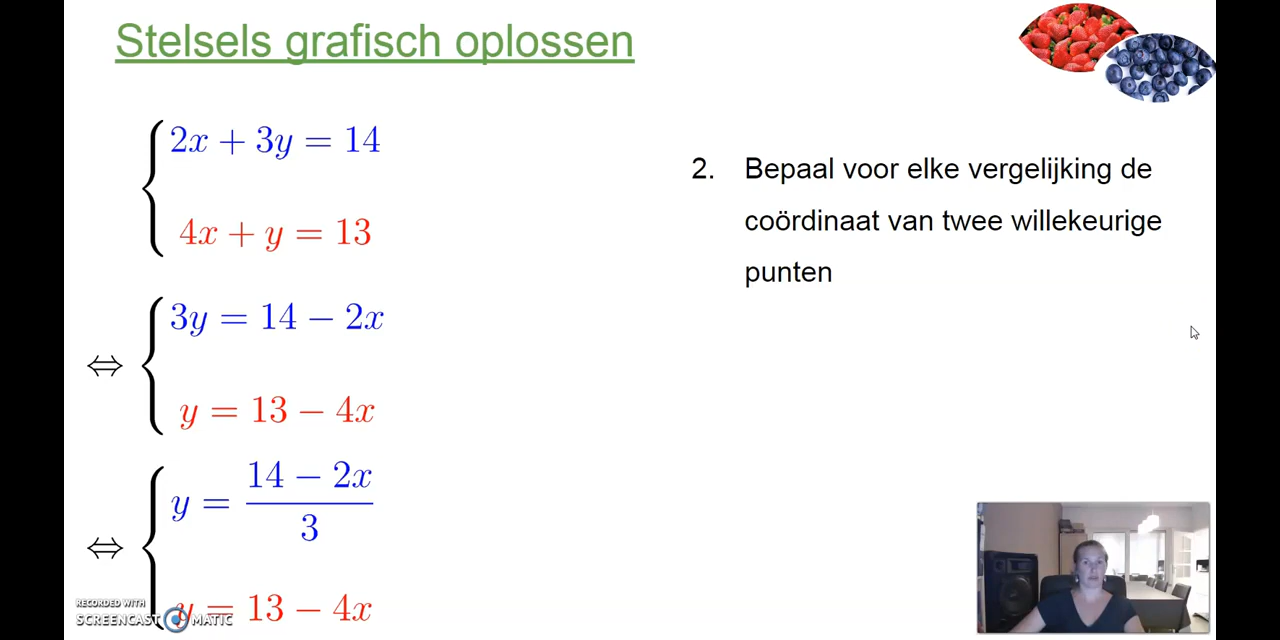 Stelsels grafisch oplossen
2x + 3y = 14
4x + y = 13
2. Bepaal voor elke vergelijking de
coördinaat van twee willekeurige
punten
⇔ 3y = 14 − 2x
y = 13 − 4x
⇔ y = (14 − 2x)/3
y = 13 − 4x
RECORDED WITH
SCREENCAST MATIC